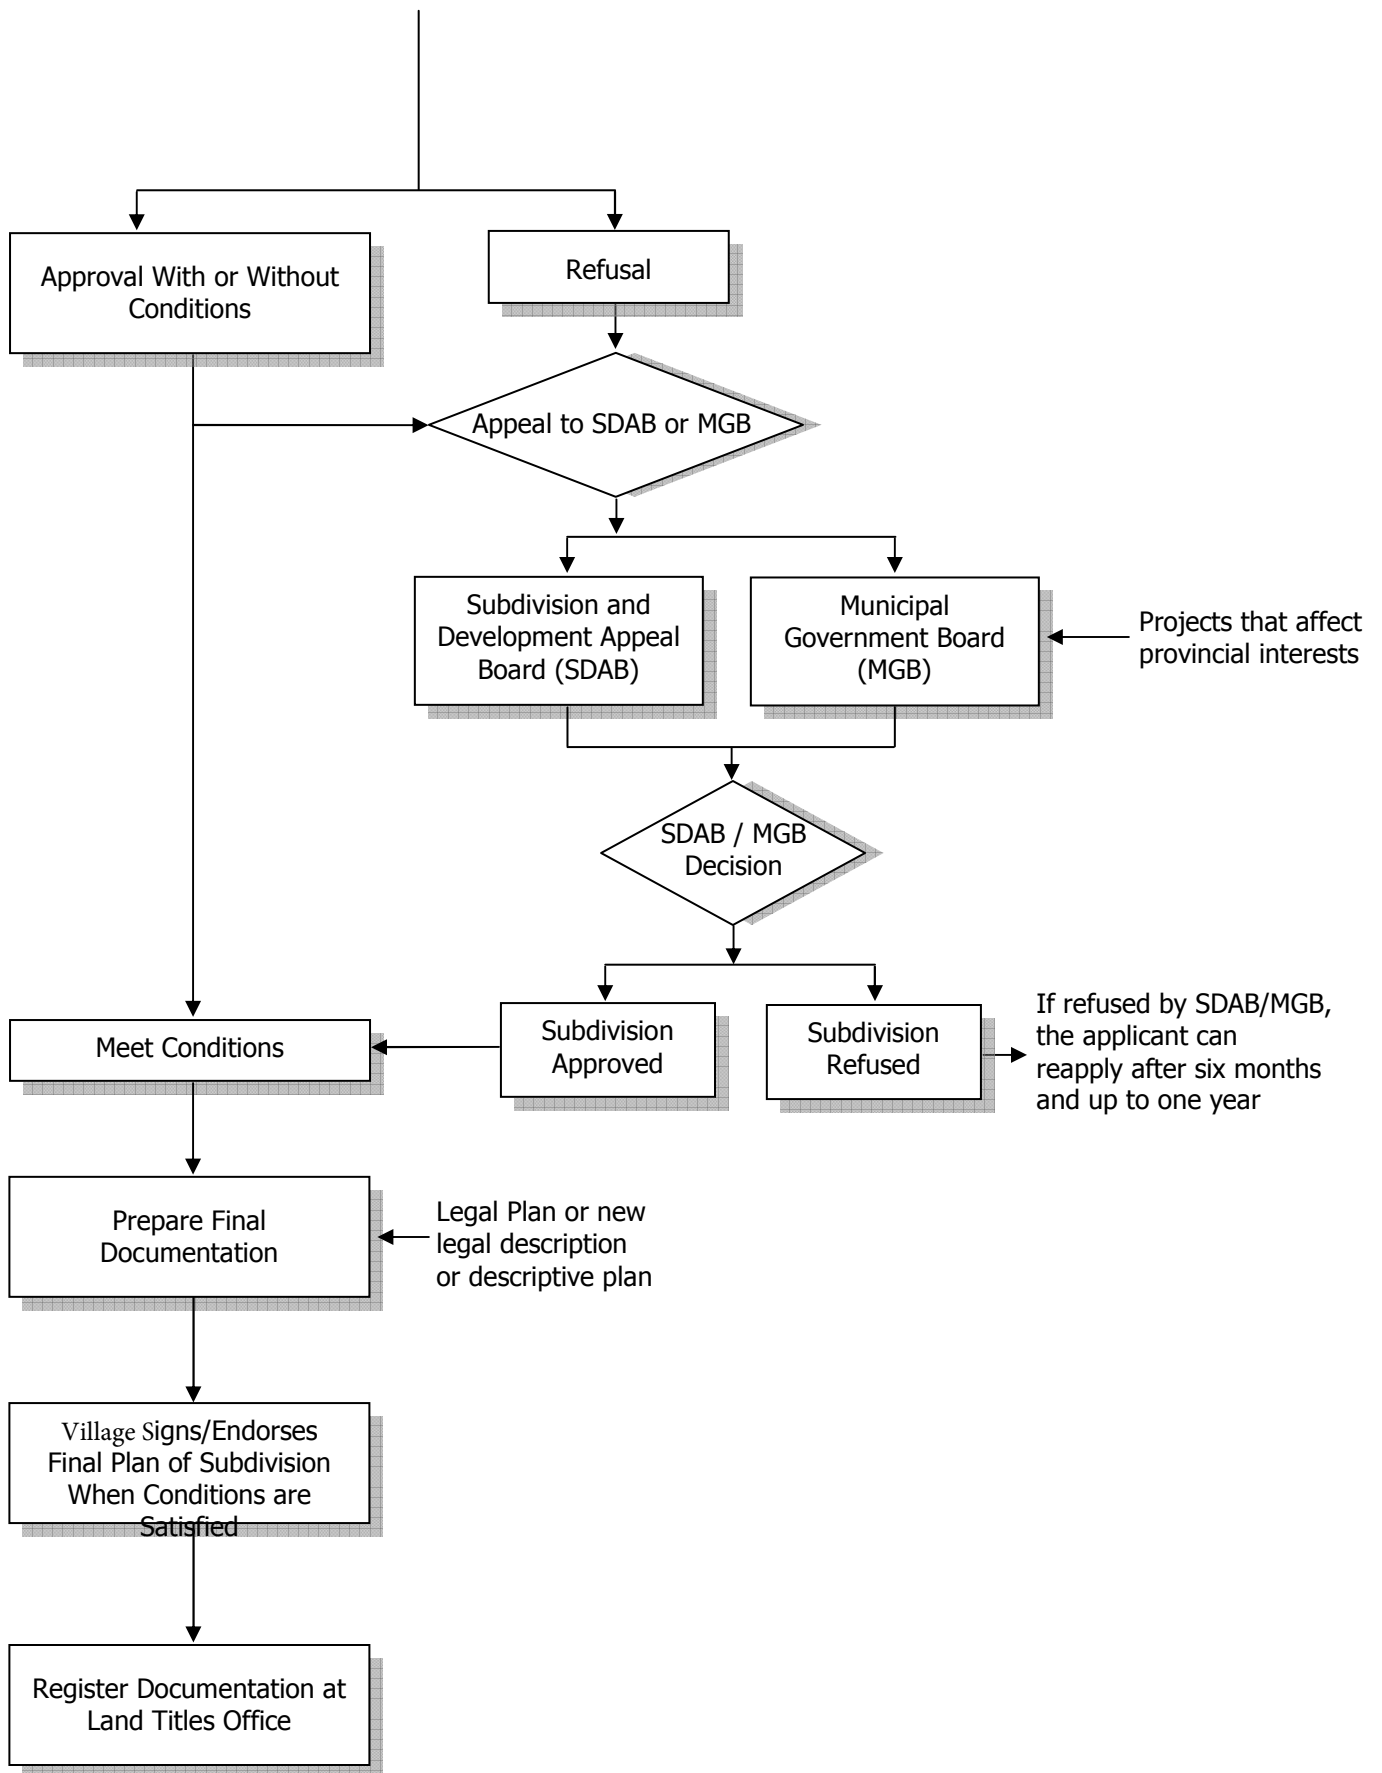 Approval With or Without
Conditions
Refusal
Appeal to SDAB or MGB
Subdivision and
Development Appeal
Board (SDAB)
Municipal
Government Board
(MGB)
Projects that affect
provincial interests
SDAB / MGB
Decision
Meet Conditions
Subdivision
Approved
Subdivision
Refused
If refused by SDAB/MGB,
the applicant can
reapply after six months
and up to one year
Prepare Final
Documentation
Legal Plan or new
legal description
or descriptive plan
Village Signs/Endorses
Final Plan of Subdivision
When Conditions are
Satisfied
Register Documentation at
Land Titles Office